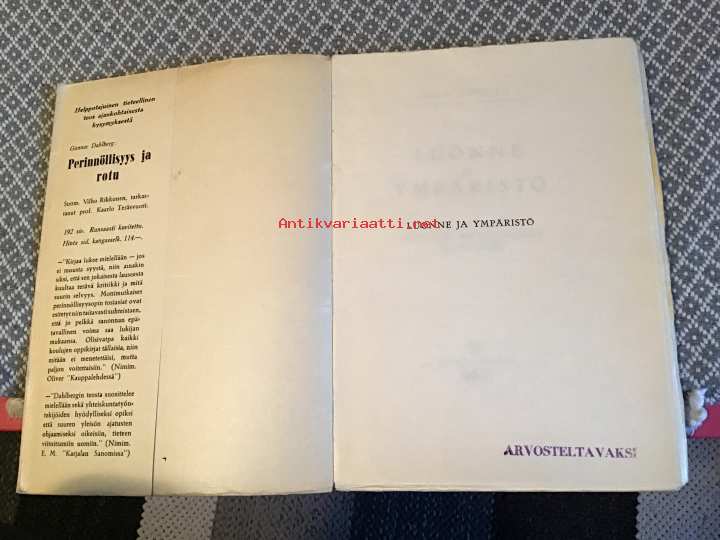 Helppotajuinen tieteellinen
teos ajankohtaisesta
kysymyksestä
Gunnar Dahlberg:
Perinnöllisyys ja
rotu
Suom. Vilho Rikkonen, tarkas-
tanut prof. Kaarlo Teräsvuori.
192 siv. Runsaasti kuvitettu.
Hinta sid. kangasselk. 114:—.
—"Kirjaa lukee mielellään — jos
ei muusta syystä, niin ainakin
siksi, että sen jokaisesta lauseesta
kuultaa terävä kritiikki ja mitä
suurin selvyys. Monimutkaiset
perinnöllisyysopin tosiasiat ovat
esitetyt niin taitavasti suhmistaen,
että jo pelkkä sanonnan epä-
tavallinen voima saa lukijan
mukaansa. Olisivatpa kaikki
koulujen oppikirjat tällaisia, niin
mitään ei menetettäisi, mutta
paljon voitettaisiin." (Nimim.
Oliver "Kauppalehdessä")
—"Dahlbergin teosta suosittelee
mielellään sekä yhteiskuntatyön-
tekijöiden hyödylliseksi opiksi
että suuren yleisön ajatusten
ohjaamiseksi oikeisiin, tieteen
viitoittamiin uomiin." (Nimim.
E. M. "Karjalan Sanomissa")
LUONNE
YMPÄRISTÖ
Antikvariaatti.net
LUONNE JA YMPÄRISTÖ
ARVOSTELTAVAKSI